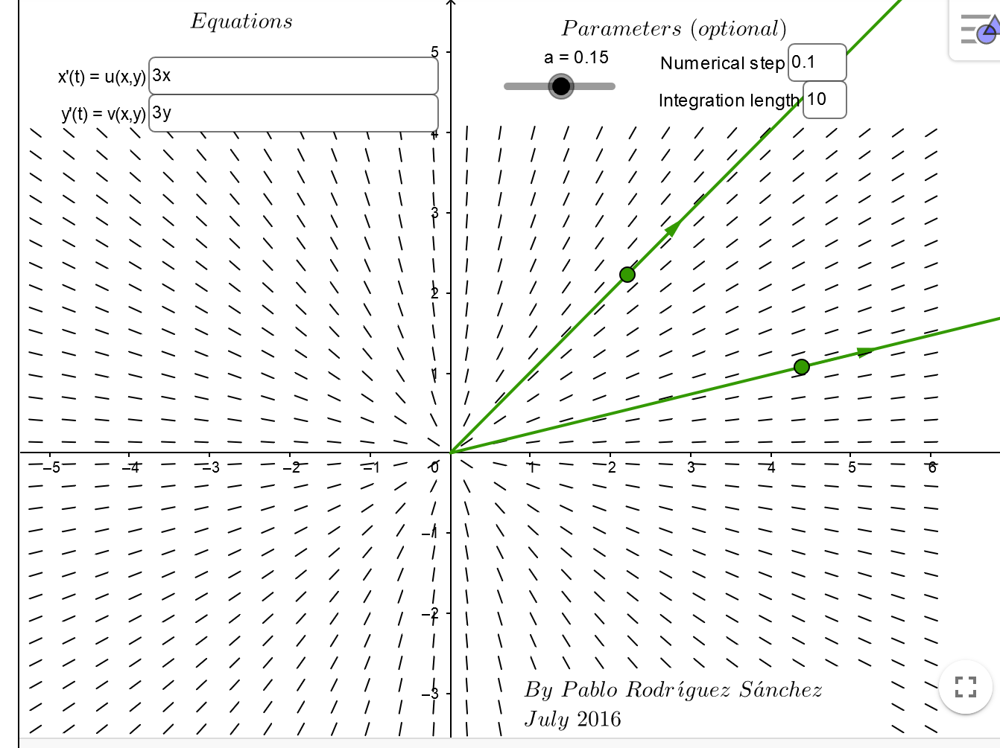 Equations
Parameters (optional)
a = 0.15
x'(t) = u(x,y) 3x
y'(t) = v(x,y) 3y
Numerical step 0.1
Integration length 10
5
4
3
2
1
–5 –4 –3 –2 –1 0 1 2 3 4 5 6
–1
–2
–3
By Pablo Rodríguez Sánchez
July 2016